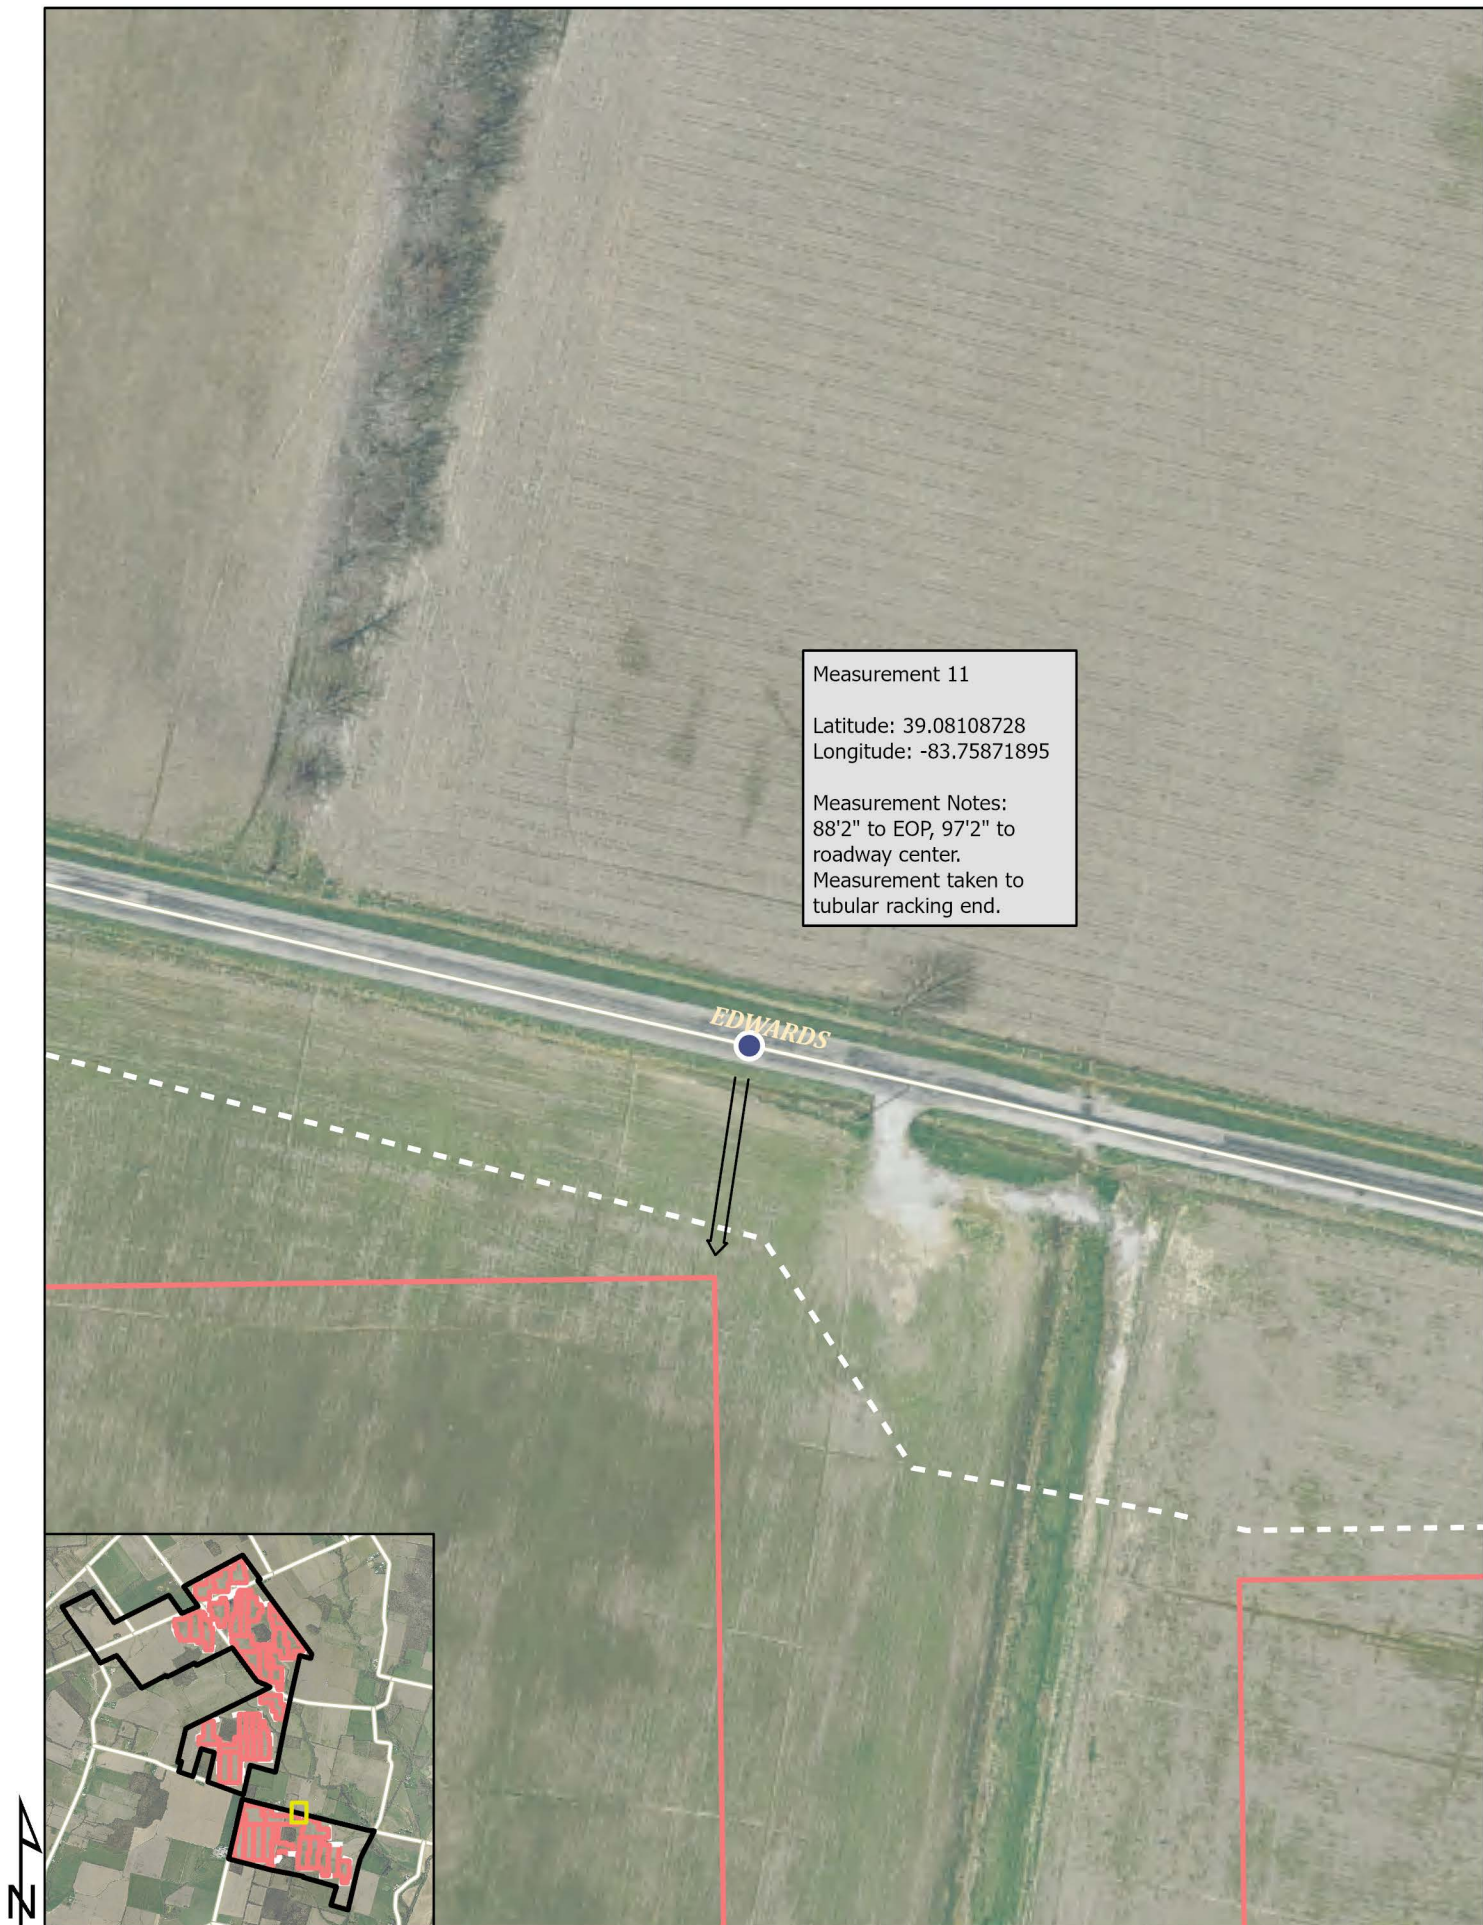 Measurement 11
Latitude: 39.08108728
Longitude: -83.75871895
Measurement Notes:
88'2" to EOP, 97'2" to
roadway center.
Measurement taken to
tubular racking end.
EDWARDS
N